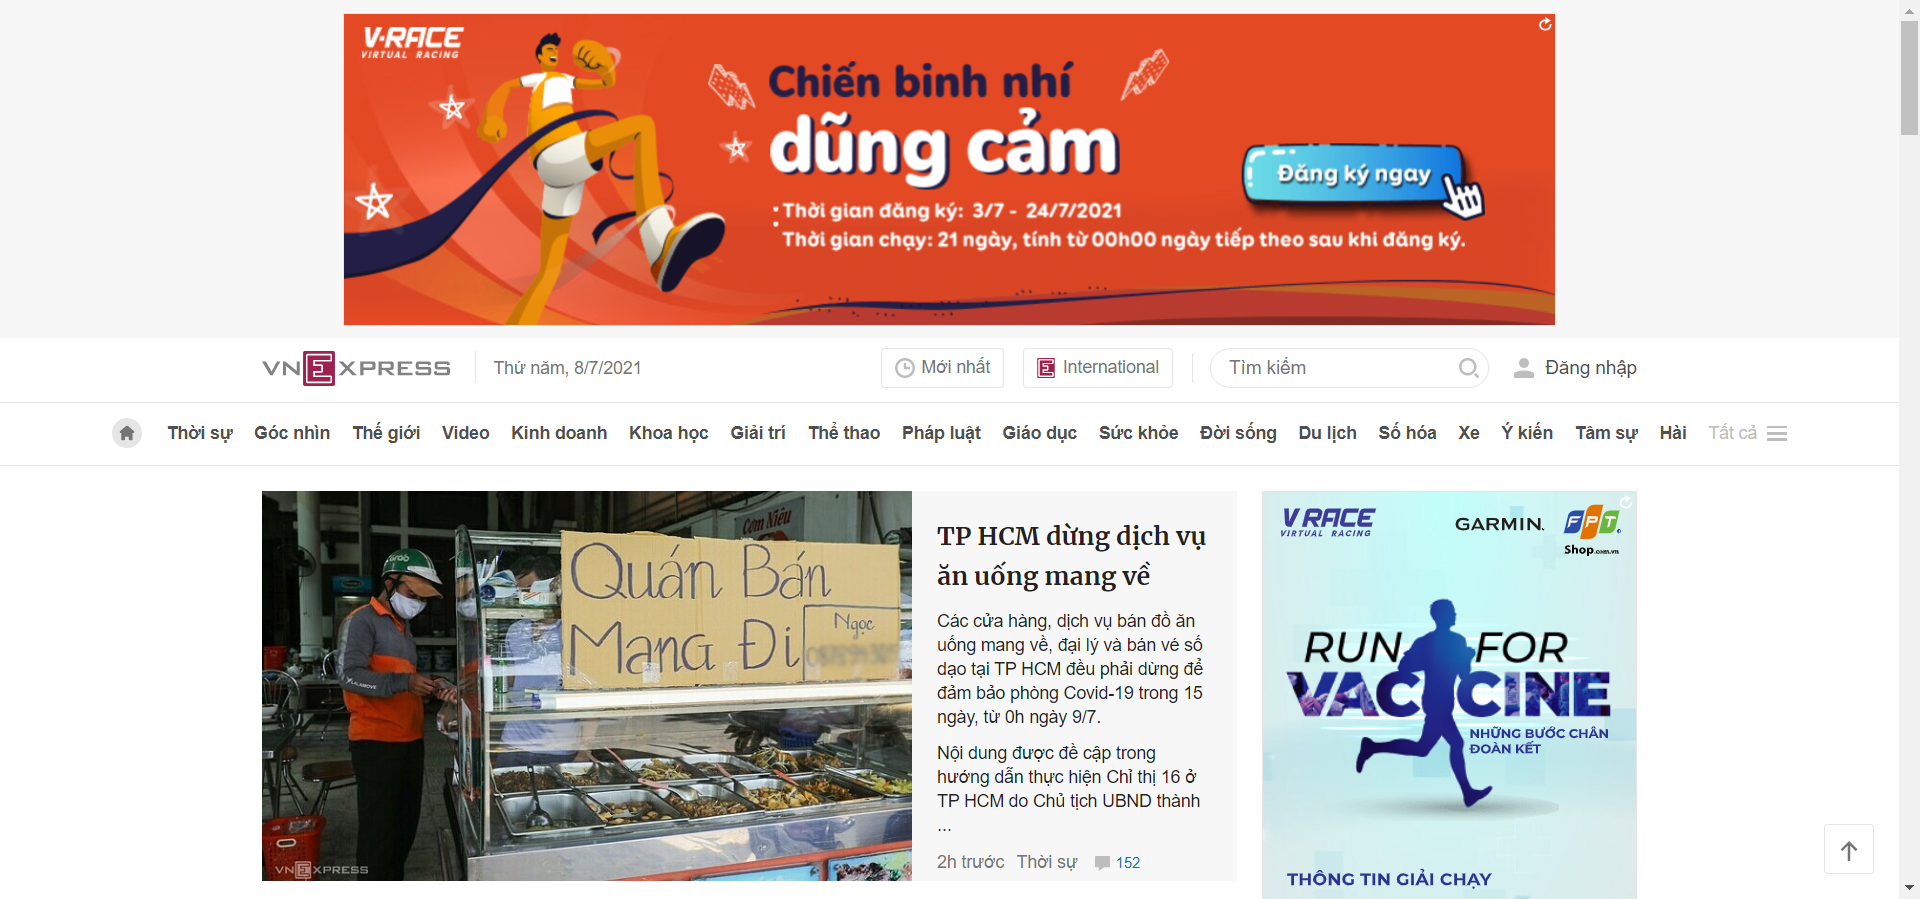 V-RACE
VIRTUAL RACING
Chiến binh nhí
dũng cảm
Đăng ký ngay
• Thời gian đăng ký: 3/7 - 24/7/2021
• Thời gian chạy: 21 ngày, tính từ 00h00 ngày tiếp theo sau khi đăng ký.
VNEXPRESS
Thứ năm, 8/7/2021
Mới nhất
E International
Tìm kiếm
Đăng nhập
Thời sự Góc nhìn Thế giới Video Kinh doanh Khoa học Giải trí Thể thao Pháp luật Giáo dục Sức khỏe Đời sống Du lịch Số hóa Xe Ý kiến Tâm sự Hài Tất cả
Cơm Niêu
Grab
Quán Bán
Mang Đi
Ngọc
LALAMOVE
VNEXPRESS
TP HCM dừng dịch vụ
ăn uống mang về
Các cửa hàng, dịch vụ bán đồ ăn
uống mang về, đại lý và bán vé số
dạo tại TP HCM đều phải dừng để
đảm bảo phòng Covid-19 trong 15
ngày, từ 0h ngày 9/7.
Nội dung được đề cập trong
hướng dẫn thực hiện Chỉ thị 16 ở
TP HCM do Chủ tịch UBND thành
...
2h trước Thời sự 152
V RACE
VIRTUAL RACING
GARMIN.
FPT
Shop.com.vn
RUN FOR
VACCINE
NHỮNG BƯỚC CHÂN
ĐOÀN KẾT
THÔNG TIN GIẢI CHẠY